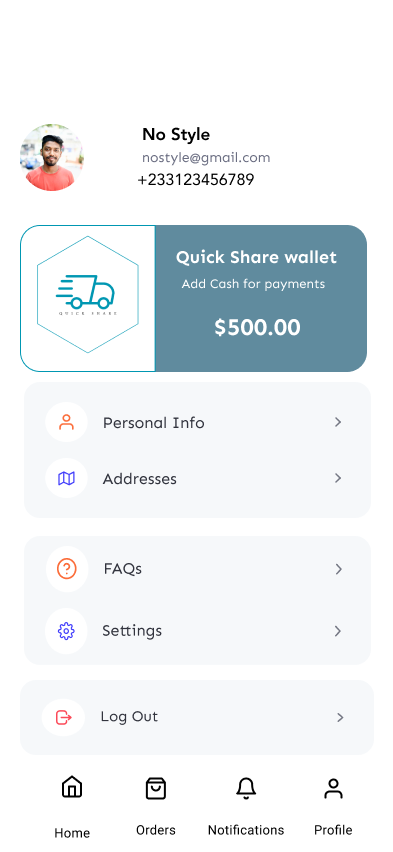 No Style
nostyle@gmail.com
+233123456789
Quick Share wallet
Add Cash for payments
QUICK SHARE
$500.00
Personal Info
Addresses
FAQs
Settings
Log Out
Home
Orders
Notifications
Profile